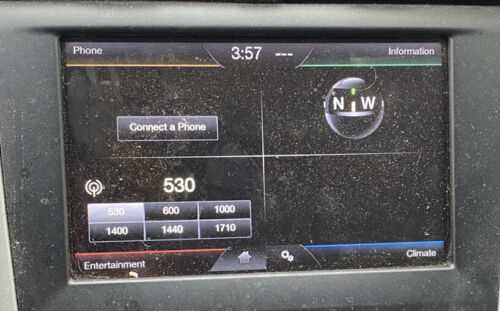 Phone
3:57 ---
Information
N W
Connect a Phone
530
530 600 1000
1400 1440 1710
Entertainment
Climate